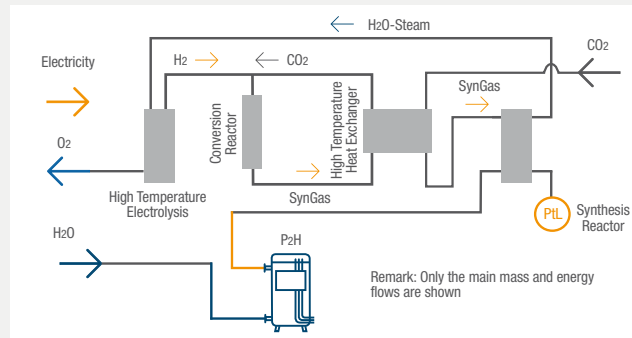 H2O-Steam
Electricity
H2
CO2
CO2
SynGas
O2
Conversion
Reactor
High Temperature
Heat Exchanger
High Temperature
Electrolysis
SynGas
PtL
Synthesis
Reactor
H2O
P2H
Remark: Only the main mass and energy
flows are shown